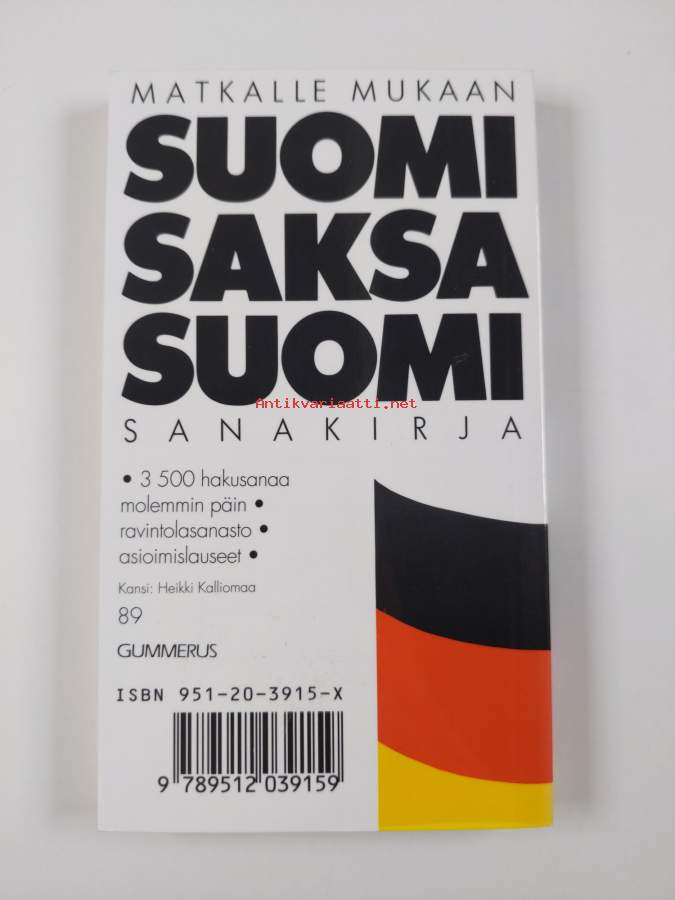 MATKALLE MUKAAN
SUOMI
SAKSA
SUOMI
Antikvariaatti.net
SANAKIRJA
• 3 500 hakusanaa
molemmin päin •
ravintolasanasto •
asioimislauseet •
Kansi: Heikki Kalliomaa
89
GUMMERUS
ISBN 951-20-3915-X
9 789512 039159